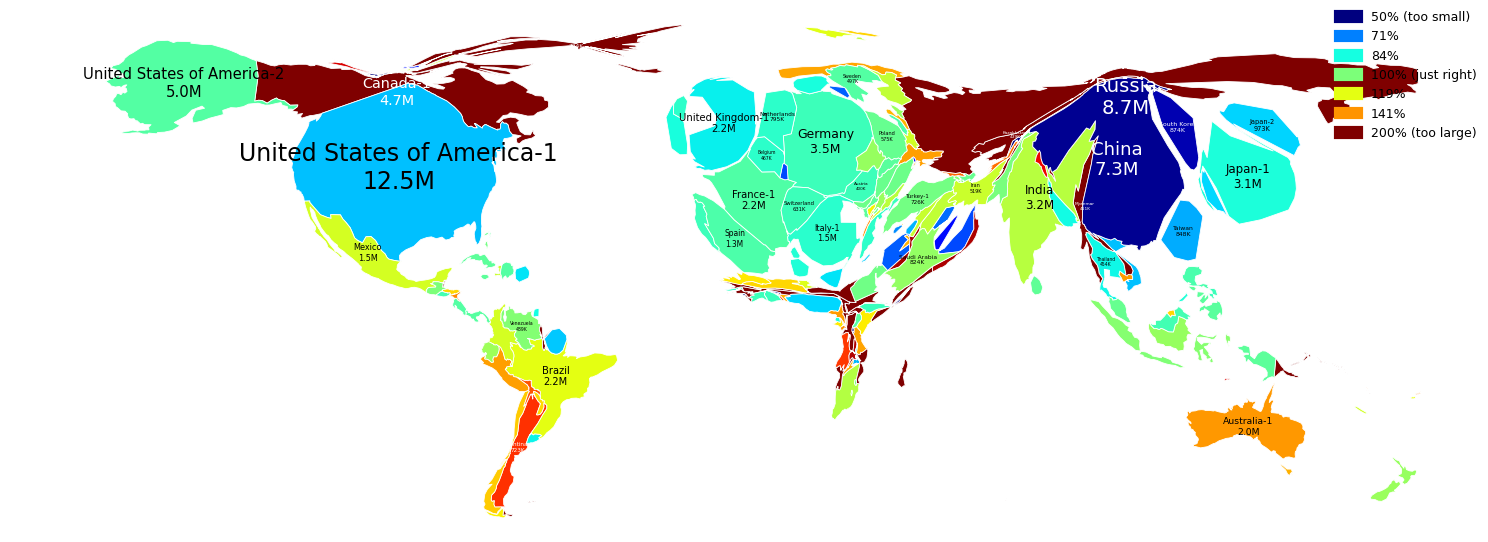 50% (too small)
71%
84%
100% (just right)
119%
141%
200% (too large)
United States of America-2
5.0M
Canada
4.7M
United States of America-1
12.5M
Mexico
1.5M
Venezuela
Brazil
2.2M
United Kingdom-1
2.2M
Netherlands
795K
Belgium
467K
Germany
3.5M
Sweden
Poland
575K
France-1
2.2M
Switzerland
631K
Austria
Spain
1.3M
Italy-1
1.5M
Turkey-1
726K
Iran
519K
Saudi Arabia
824K
India
3.2M
Russia
8.7M
China
7.3M
South Korea
874K
Japan-2
973K
Japan-1
3.1M
Taiwan
848K
Myanmar
Thailand
Australia-1
2.0M